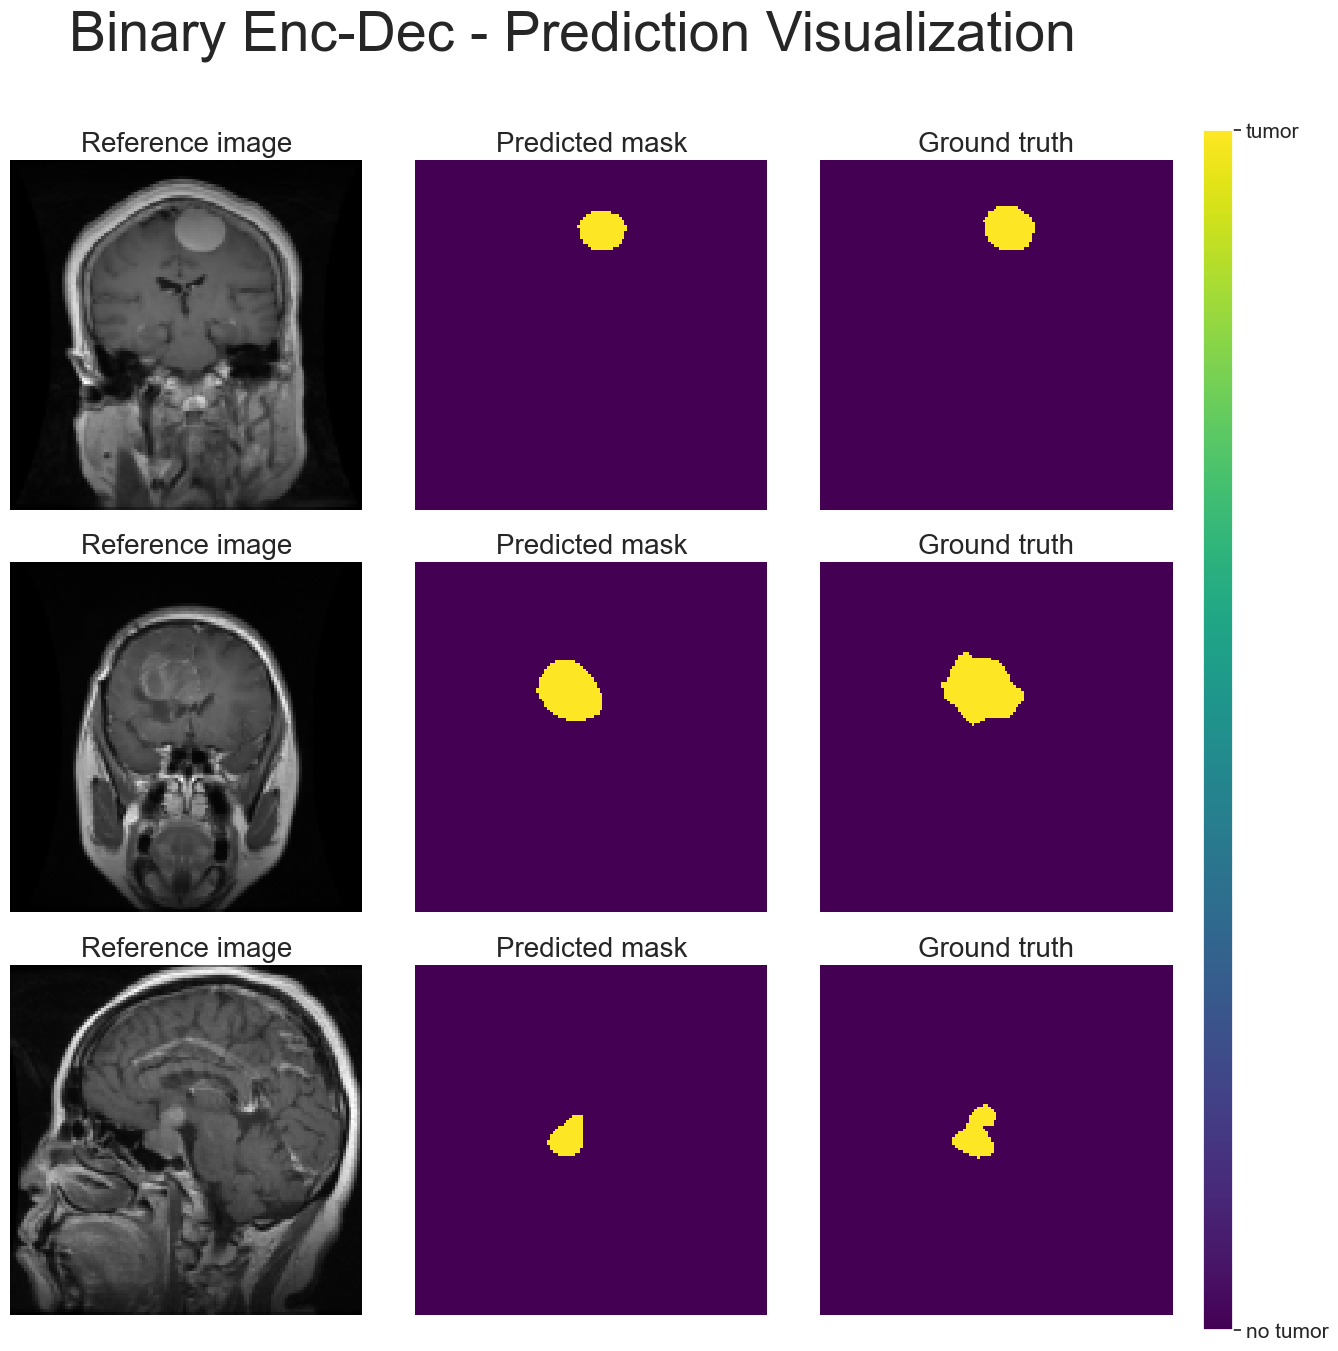 Binary Enc-Dec - Prediction Visualization
Reference image
Predicted mask
Ground truth
tumor
Reference image
Predicted mask
Ground truth
Reference image
Predicted mask
Ground truth
no tumor